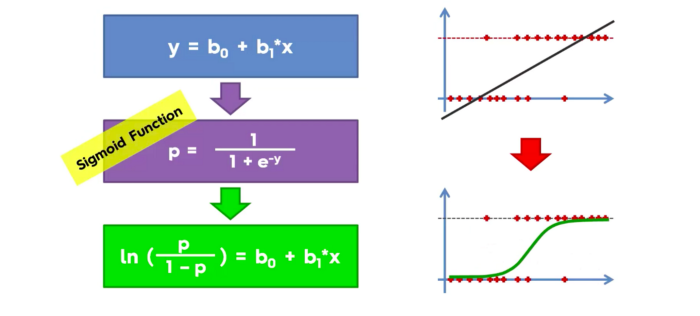 y = b₀ + b₁*x
Sigmoid Function
p = 1 / 1 + e⁻ʸ
ln ( p / 1 - p ) = b₀ + b₁*x